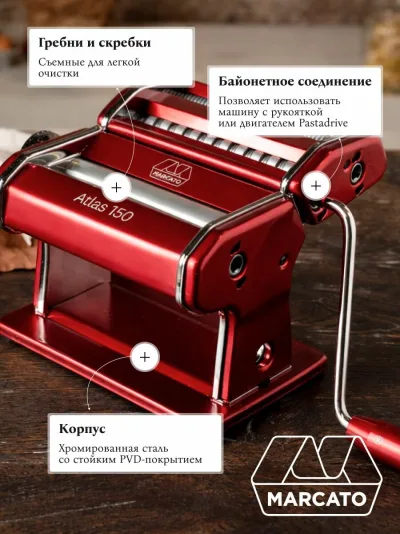 Гребни и скребки
Съемные для легкой
очистки
Байонетное соединение
Позволяет использовать
машину с рукояткой
или двигателем Pastadrive
MARCATO
Atlas 150
Корпус
Хромированная сталь
со стойким PVD-покрытием
MARCATO